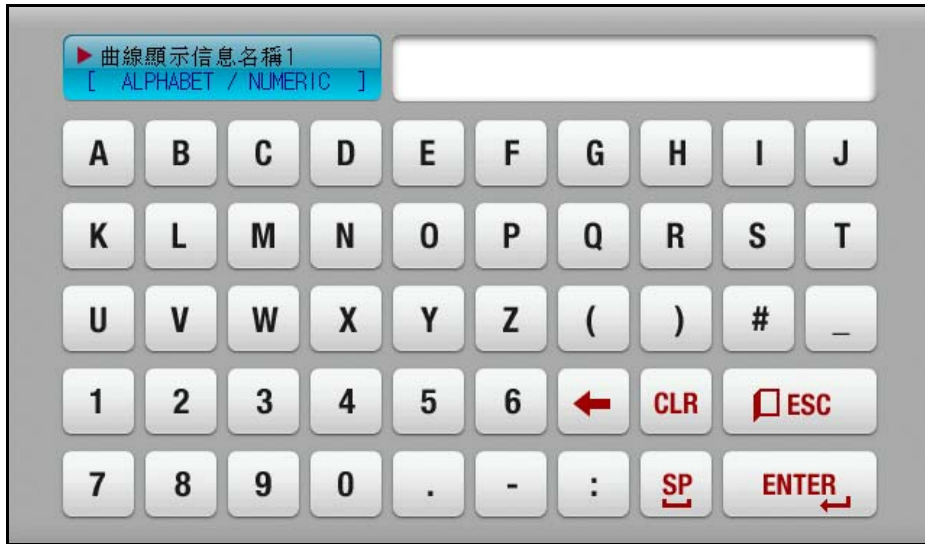 曲線顯示信息名稱1
[ ALPHABET / NUMERIC ]
A B C D E F G H I J
K L M N O P Q R S T
U V W X Y Z ( ) # _
1 2 3 4 5 6 CLR ESC
7 8 9 0 . - : SP ENTER